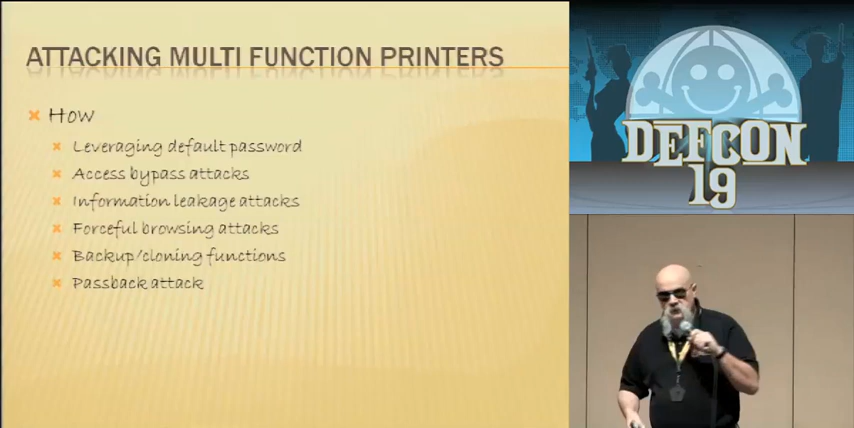 ATTACKING MULTI FUNCTION PRINTERS
How
Leveraging default password
Access bypass attacks
Information leakage attacks
Forceful browsing attacks
Backup/cloning functions
Passback attack
DEFCON
19